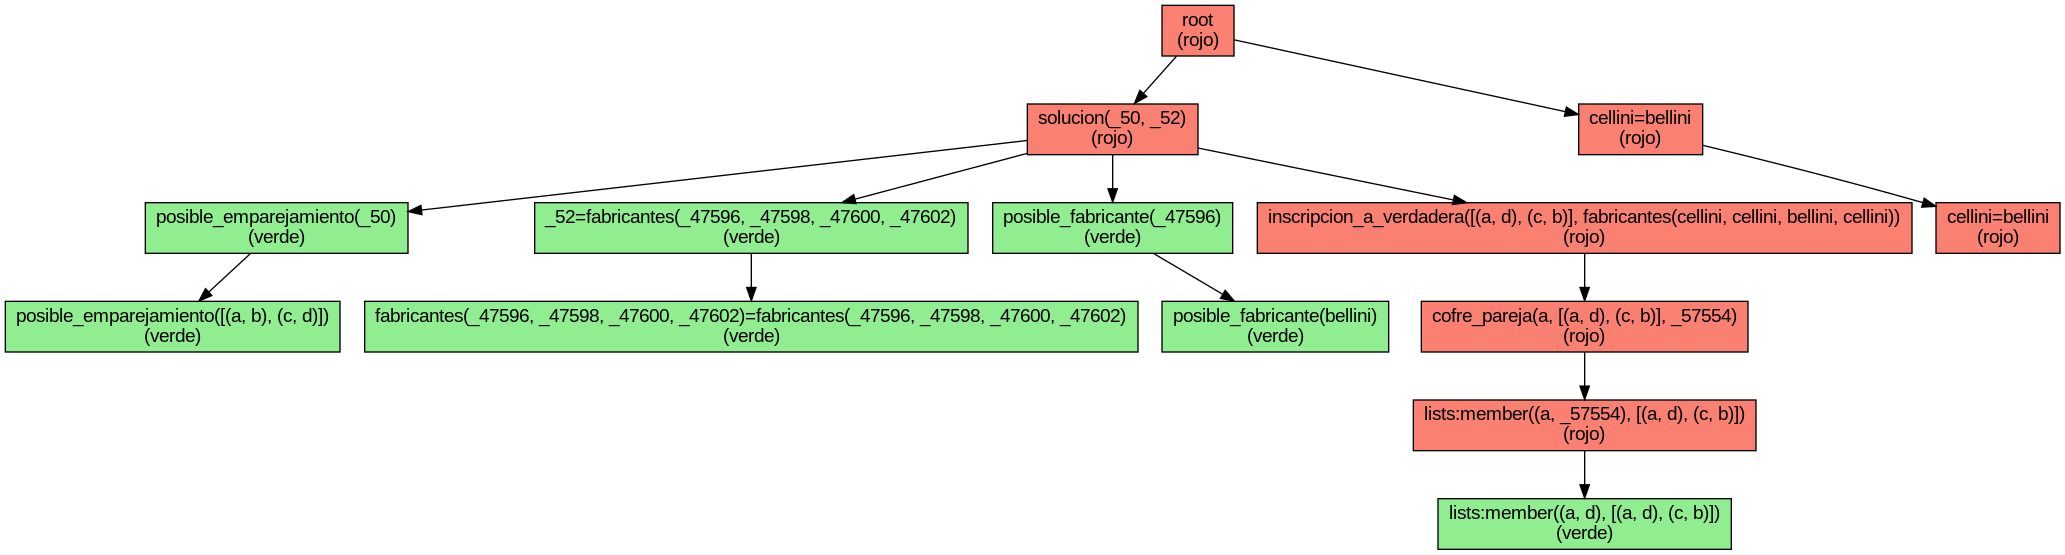 root
(rojo)
solucion(_50, _52)
(rojo)
cellini=bellini
(rojo)
posible_emparejamiento(_50)
(verde)
_52=fabricantes(_47596, _47598, _47600, _47602)
(verde)
posible_fabricante(_47596)
(verde)
inscripcion_a_verdadera([(a, d), (c, b)], fabricantes(cellini, cellini, bellini, cellini))
(rojo)
cellini=bellini
(rojo)
posible_emparejamiento([(a, b), (c, d)])
(verde)
fabricantes(_47596, _47598, _47600, _47602)=fabricantes(_47596, _47598, _47600, _47602)
(verde)
posible_fabricante(bellini)
(verde)
cofre_pareja(a, [(a, d), (c, b)], _57554)
(rojo)
lists:member((a, _57554), [(a, d), (c, b)])
(rojo)
lists:member((a, d), [(a, d), (c, b)])
(verde)